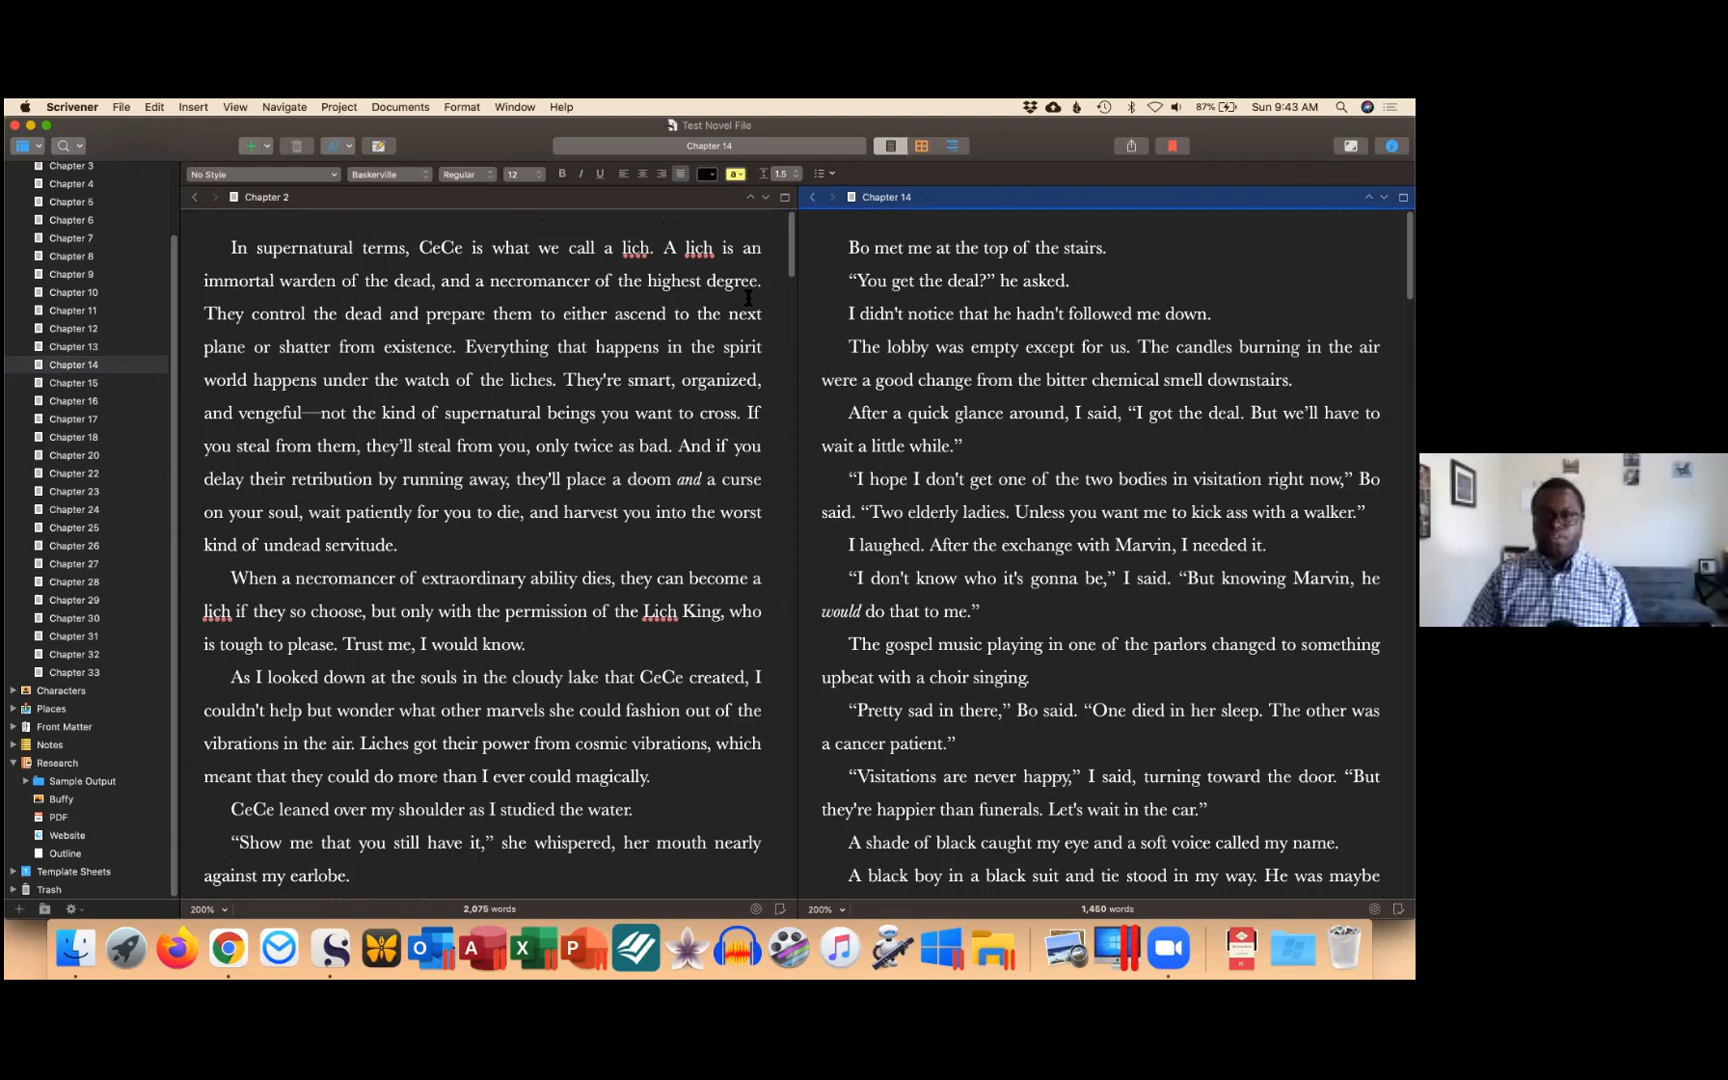 Scrivener File Edit Insert View Navigate Project Documents Format Window Help 87% Sun 9:43 AM
Test Novel File
Chapter 14
No Style Baskerville Regular 12 B I U a 1.5
Chapter 3
Chapter 4
Chapter 5
Chapter 6
Chapter 7
Chapter 8
Chapter 9
Chapter 10
Chapter 11
Chapter 12
Chapter 13
Chapter 14
Chapter 15
Chapter 16
Chapter 17
Chapter 18
Chapter 20
Chapter 22
Chapter 23
Chapter 24
Chapter 25
Chapter 26
Chapter 27
Chapter 28
Chapter 29
Chapter 30
Chapter 31
Chapter 32
Chapter 33
Characters
Places
Front Matter
Notes
Research
Sample Output
Buffy
PDF
Website
Outline
Template Sheets
Trash
Chapter 2
In supernatural terms, CeCe is what we call a lich. A lich is an
immortal warden of the dead, and a necromancer of the highest degree.
They control the dead and prepare them to either ascend to the next
plane or shatter from existence. Everything that happens in the spirit
world happens under the watch of the liches. They're smart, organized,
and vengeful—not the kind of supernatural beings you want to cross. If
you steal from them, they’ll steal from you, only twice as bad. And if you
delay their retribution by running away, they'll place a doom and a curse
on your soul, wait patiently for you to die, and harvest you into the worst
kind of undead servitude.
When a necromancer of extraordinary ability dies, they can become a
lich if they so choose, but only with the permission of the Lich King, who
is tough to please. Trust me, I would know.
As I looked down at the souls in the cloudy lake that CeCe created, I
couldn't help but wonder what other marvels she could fashion out of the
vibrations in the air. Liches got their power from cosmic vibrations, which
meant that they could do more than I ever could magically.
CeCe leaned over my shoulder as I studied the water.
“Show me that you still have it,” she whispered, her mouth nearly
against my earlobe.
200% 2,075 words
Chapter 14
Bo met me at the top of the stairs.
“You get the deal?” he asked.
I didn't notice that he hadn't followed me down.
The lobby was empty except for us. The candles burning in the air
were a good change from the bitter chemical smell downstairs.
After a quick glance around, I said, “I got the deal. But we’ll have to
wait a little while.”
“I hope I don't get one of the two bodies in visitation right now,” Bo
said. “Two elderly ladies. Unless you want me to kick ass with a walker.”
I laughed. After the exchange with Marvin, I needed it.
“I don't know who it's gonna be,” I said. “But knowing Marvin, he
would do that to me.”
The gospel music playing in one of the parlors changed to something
upbeat with a choir singing.
“Pretty sad in there,” Bo said. “One died in her sleep. The other was
a cancer patient.”
“Visitations are never happy,” I said, turning toward the door. “But
they're happier than funerals. Let's wait in the car.”
A shade of black caught my eye and a soft voice called my name.
A black boy in a black suit and tie stood in my way. He was maybe
200% 1,450 words